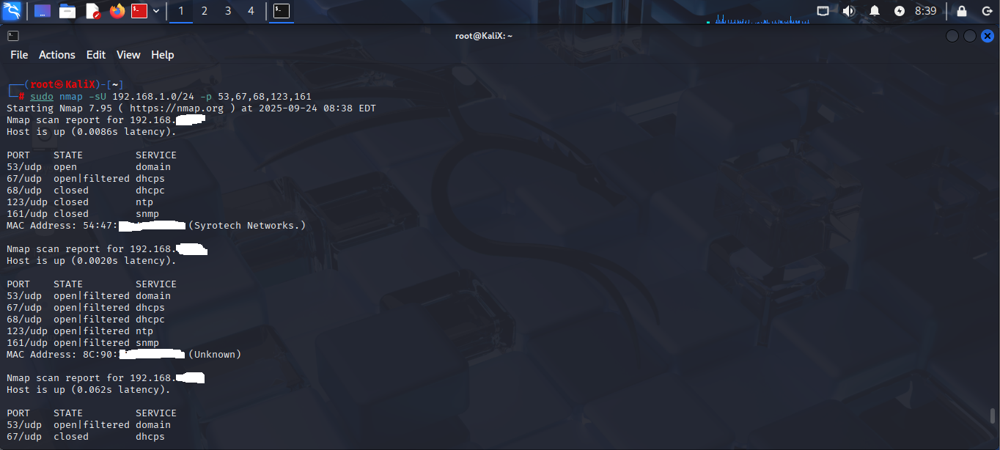 1 2 3 4 8:39
root@KaliX: ~
File Actions Edit View Help
┌──(root㉿KaliX)-[~]
└─# sudo nmap -sU 192.168.1.0/24 -p 53,67,68,123,161
Starting Nmap 7.95 ( https://nmap.org ) at 2025-09-24 08:38 EDT
Nmap scan report for 192.168.
Host is up (0.0086s latency).
PORT STATE SERVICE
53/udp open domain
67/udp open|filtered dhcps
68/udp closed dhcpc
123/udp closed ntp
161/udp closed snmp
MAC Address: 54:47: (Syrotech Networks.)
Nmap scan report for 192.168.
Host is up (0.0020s latency).
PORT STATE SERVICE
53/udp open|filtered domain
67/udp open|filtered dhcps
68/udp open|filtered dhcpc
123/udp open|filtered ntp
161/udp open|filtered snmp
MAC Address: 8C:90: (Unknown)
Nmap scan report for 192.168.
Host is up (0.062s latency).
PORT STATE SERVICE
53/udp open|filtered domain
67/udp closed dhcps